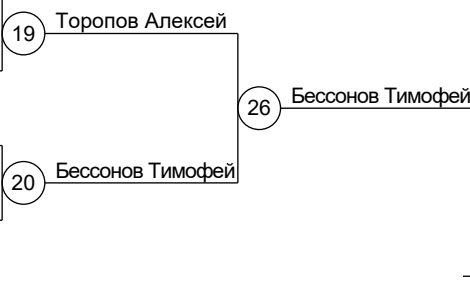 19 Торопов Алексей
26 Бессонов Тимофей
20 Бессонов Тимофей